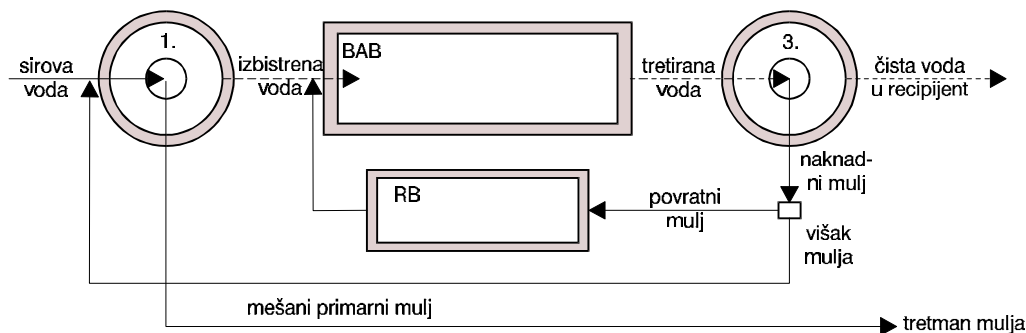 1.
sirova
voda
izbistrena
voda
BAB
tretirana
voda
3.
čista voda
u recipijent
naknad-
ni mulj
RB
povratni
mulj
višak
mulja
mešani primarni mulj
tretman mulja